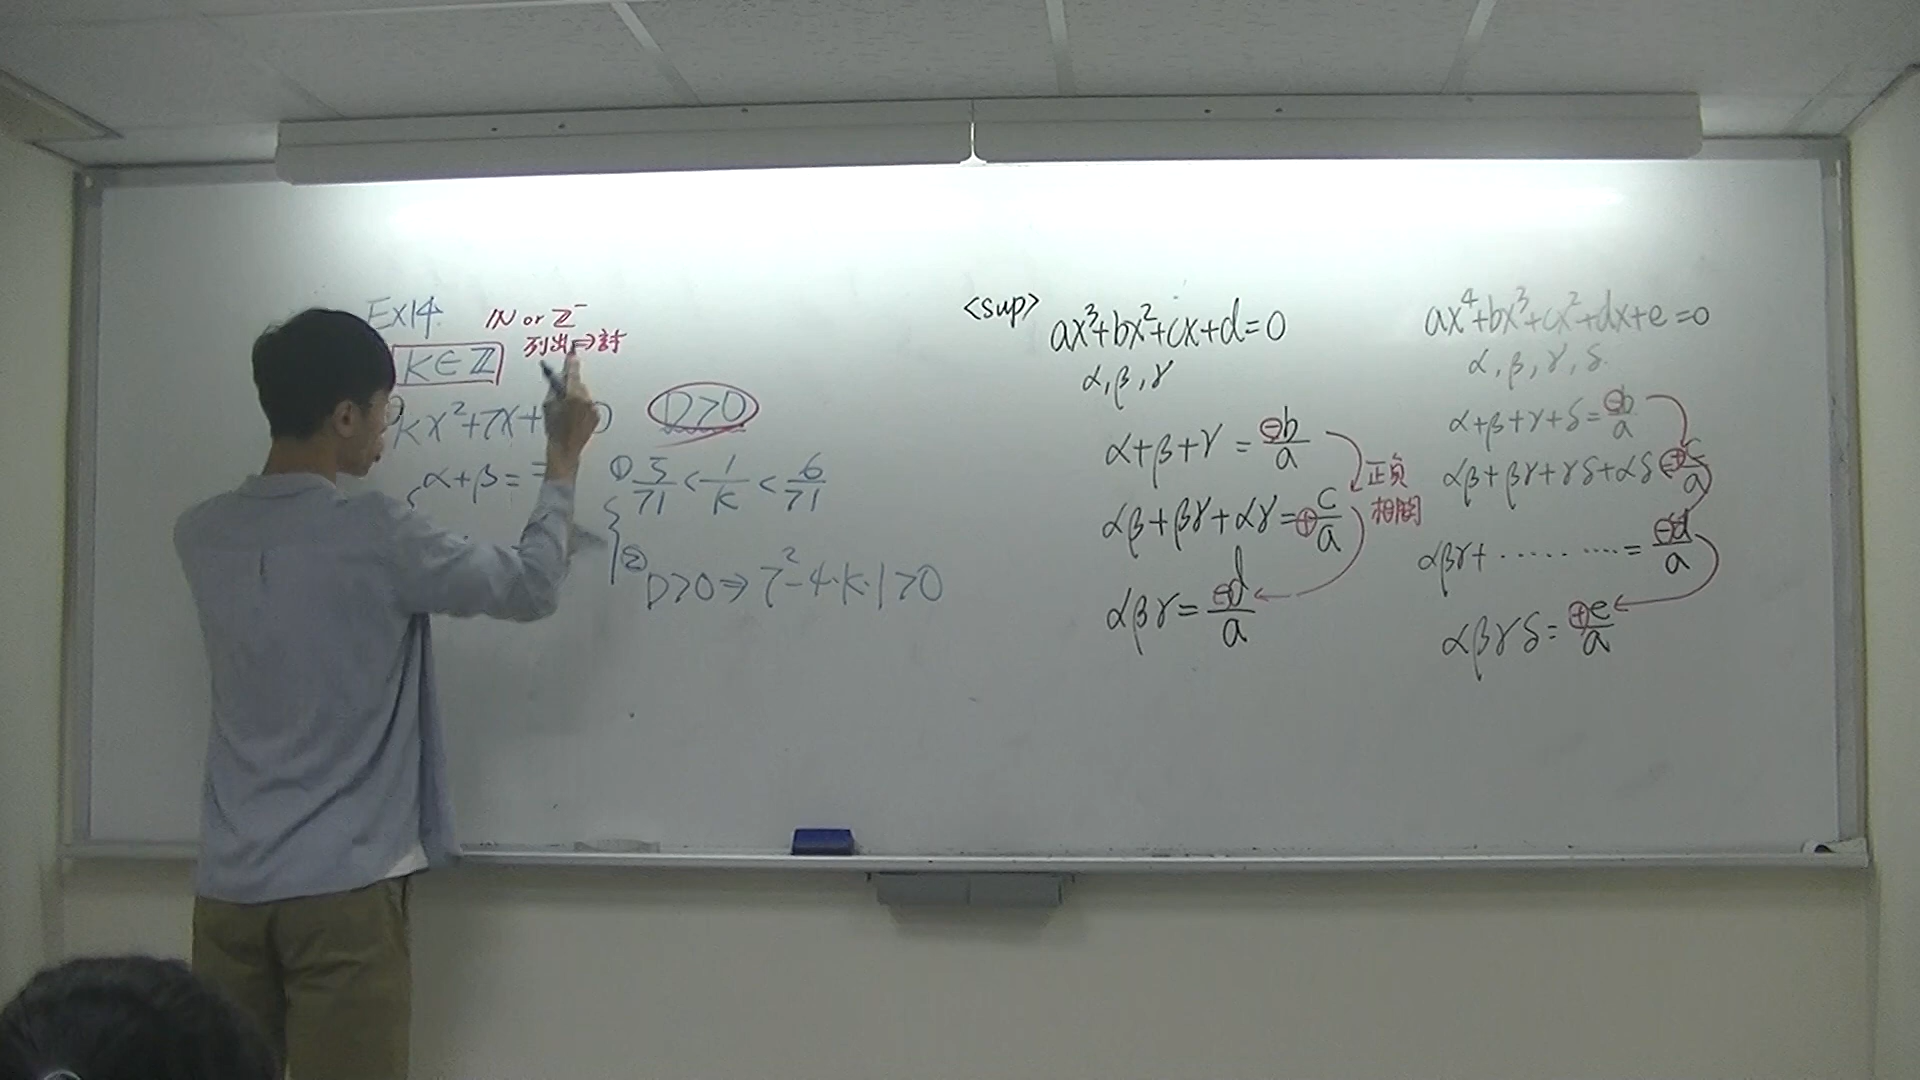 Ex14.
IN or Z⁻
列出⇒討
k∈Z
kx²+7x+
D>0
α+β=
① 5/71 < 1/k < 6/71
② D>0 ⇒ 7²-4·k·1>0
<sup>
ax³+bx²+cx+d=0
α, β, γ
α+β+γ = ⊖b/a
αβ+βγ+αγ=⊕c/a
αβγ = ⊖d/a
正負
相間
ax⁴+bx³+cx²+dx+e=0
α, β, γ, δ.
α+β+γ+δ=⊖b/a
αβ+βγ+γδ+αδ=⊕c/a
αβγ+··········=⊖d/a
αβγδ=⊕e/a